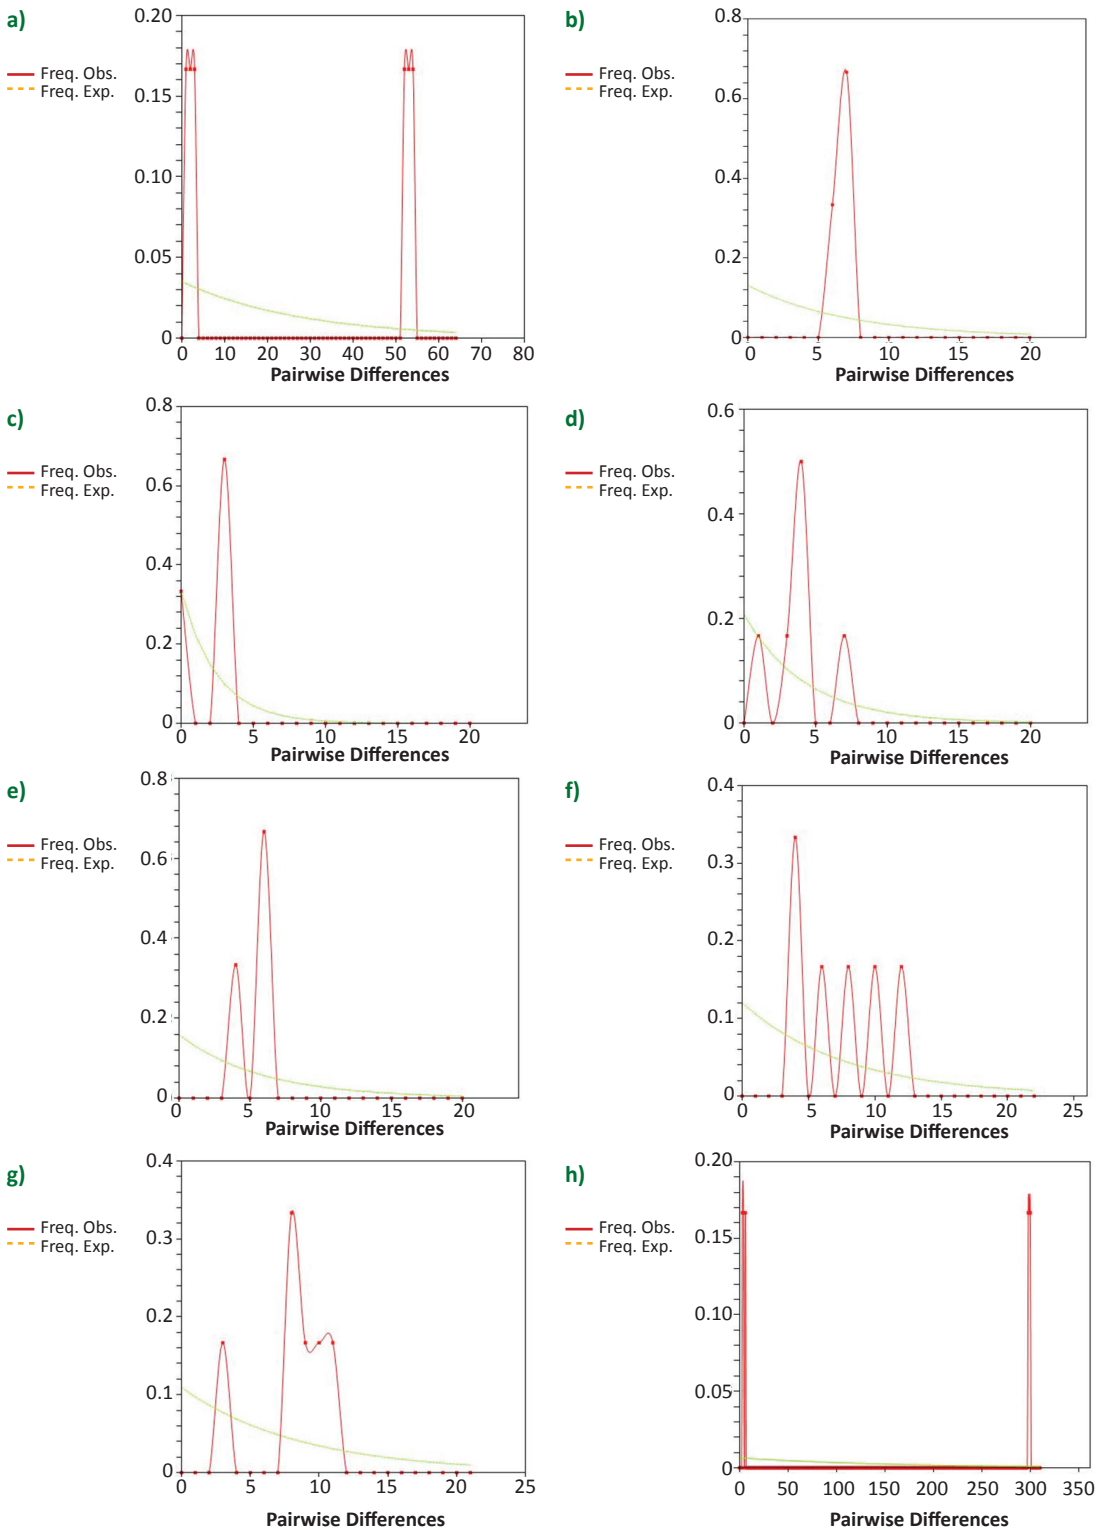 a)
Freq. Obs.
Freq. Exp.
0.20
0.15
0.10
0.05
0
0 10 20 30 40 50 60 70 80
Pairwise Differences
b)
Freq. Obs.
Freq. Exp.
0.8
0.6
0.4
0.2
0
0 5 10 15 20
Pairwise Differences
c)
Freq. Obs.
Freq. Exp.
0.8
0.6
0.4
0.2
0
0 5 10 15 20
Pairwise Differences
d)
Freq. Obs.
Freq. Exp.
0.6
0.4
0.2
0
0 5 10 15 20
Pairwise Differences
e)
Freq. Obs.
Freq. Exp.
0.8
0.6
0.4
0.2
0
0 5 10 15 20
Pairwise Differences
f)
Freq. Obs.
Freq. Exp.
0.4
0.3
0.2
0.1
0
0 5 10 15 20 25
Pairwise Differences
g)
Freq. Obs.
Freq. Exp.
0.4
0.3
0.2
0.1
0
0 5 10 15 20 25
Pairwise Differences
h)
Freq. Obs.
Freq. Exp.
0.20
0.15
0.10
0.05
0
0 50 100 150 200 250 300 350
Pairwise Differences